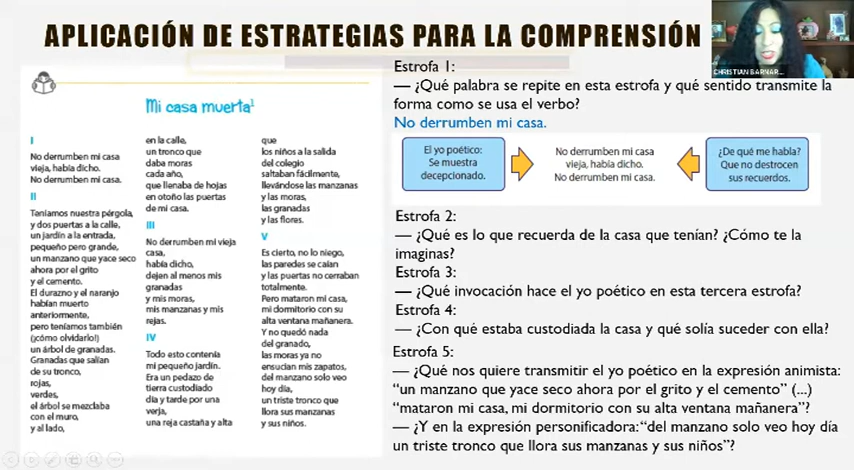 APLICACIÓN DE ESTRATEGIAS PARA LA COMPRENSIÓN
CHRISTIAN BARNAR...
Mi casa muerta¹
I
No derrumben mi casa
vieja, había dicho.
No derrumben mi casa.
II
Teníamos nuestra pérgola,
y dos puertas a la calle,
un jardín a la entrada,
pequeño pero grande,
un manzano que yace seco
ahora por el grito
y el cemento.
El durazno y el naranjo
habían muerto
anteriormente,
pero teníamos también
(¡cómo olvidarlo!)
un árbol de granadas.
Granadas que salían
de su tronco,
rojas,
verdes,
el árbol se mezclaba
con el muro,
y al lado,
en la calle,
un tronco que
daba moras
cada año,
que llenaba de hojas
en otoño las puertas
de mi casa.
III
No derrumben mi vieja
casa,
había dicho,
dejen al menos mis
granadas
y mis moras,
mis manzanas y mis
rejas.
IV
Todo esto contenía
mi pequeño jardín.
Era un pedazo de
tierra custodiado
día y tarde por una
verja,
una reja castaña y alta
que
los niños a la salida
del colegio
saltaban fácilmente,
llevándose las manzanas
y las moras,
las granadas
y las flores.
V
Es cierto, no lo niego,
las paredes se caían
y las puertas no cerraban
totalmente.
Pero mataron mi casa,
mi dormitorio con su
alta ventana mañanera.
Y no quedó nada
del granado,
las moras ya no
ensucian mis zapatos,
del manzano solo veo
hoy día,
un triste tronco que
llora sus manzanas
y sus niños.
Estrofa 1:
— ¿Qué palabra se repite en esta estrofa y qué sentido transmite la
forma como se usa el verbo?
No derrumben mi casa.
El yo poético:
Se muestra
decepcionado.
No derrumben mi casa
vieja, había dicho.
No derrumben mi casa.
¿De qué me habla?
Que no destrocen
sus recuerdos.
Estrofa 2:
— ¿Qué es lo que recuerda de la casa que tenían? ¿Cómo te la
imaginas?
Estrofa 3:
— ¿Qué invocación hace el yo poético en esta tercera estrofa?
Estrofa 4:
— ¿Con qué estaba custodiada la casa y qué solía suceder con ella?
Estrofa 5:
— ¿Qué nos quiere transmitir el yo poético en la expresión animista:
“un manzano que yace seco ahora por el grito y el cemento” (...)
“mataron mi casa, mi dormitorio con su alta ventana mañanera”?
— ¿Y en la expresión personificadora: “del manzano solo veo hoy día
un triste tronco que llora sus manzanas y sus niños”?